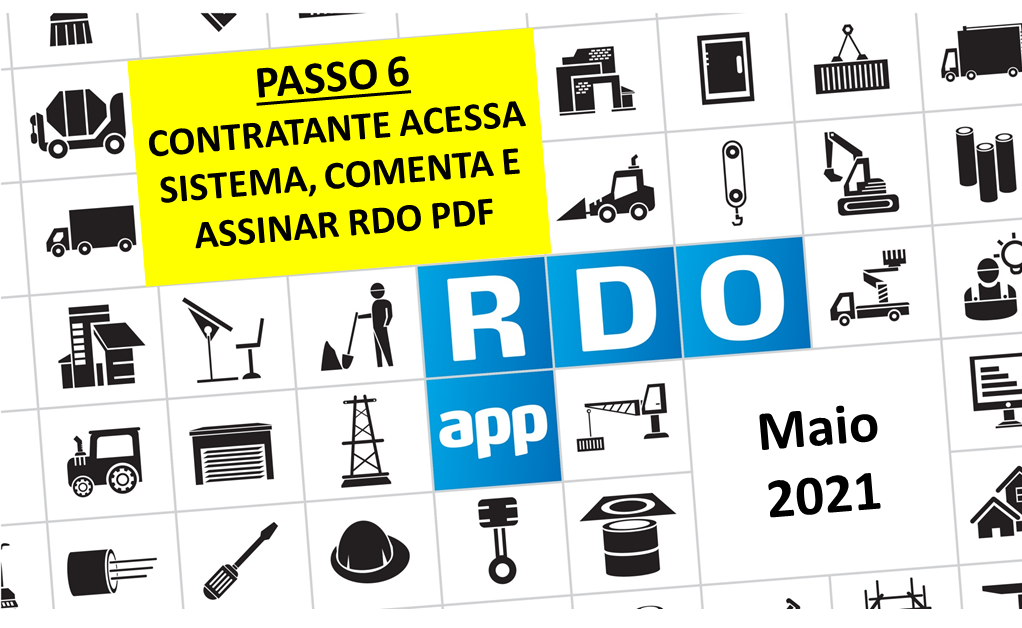 PASSO 6
CONTRATANTE ACESSA
SISTEMA, COMENTA E
ASSINAR RDO PDF
RDO
app
Maio
2021